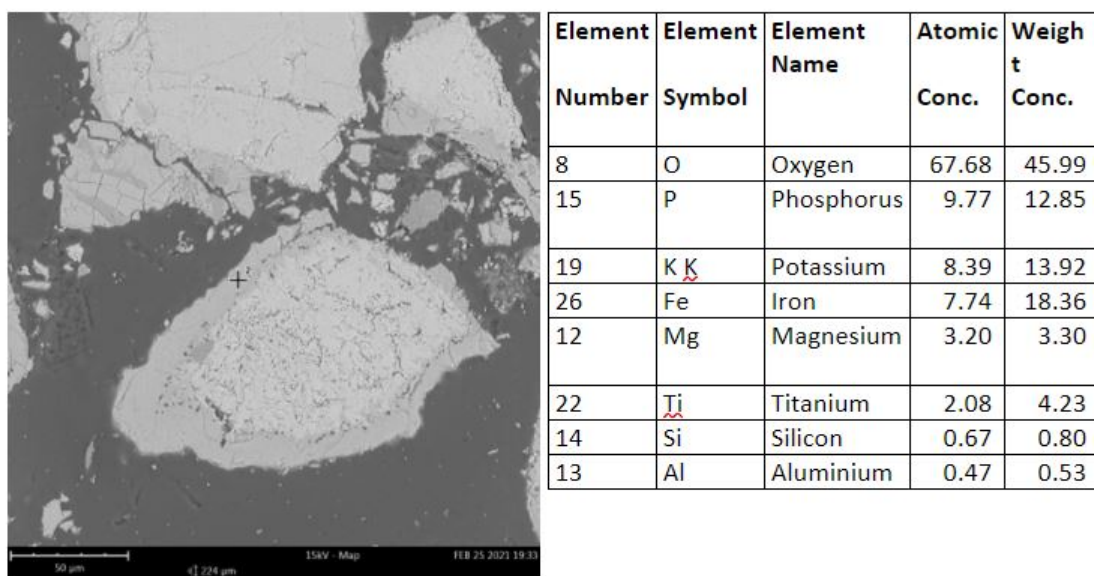 2
50 µm
224 µm
15kV - Map
FEB 25 2021 19:33
Element Number Element Symbol Element Name Atomic Conc. Weigh t Conc.
8 O Oxygen 67.68 45.99
15 P Phosphorus 9.77 12.85
19 K K Potassium 8.39 13.92
26 Fe Iron 7.74 18.36
12 Mg Magnesium 3.20 3.30
22 Ti Titanium 2.08 4.23
14 Si Silicon 0.67 0.80
13 Al Aluminium 0.47 0.53